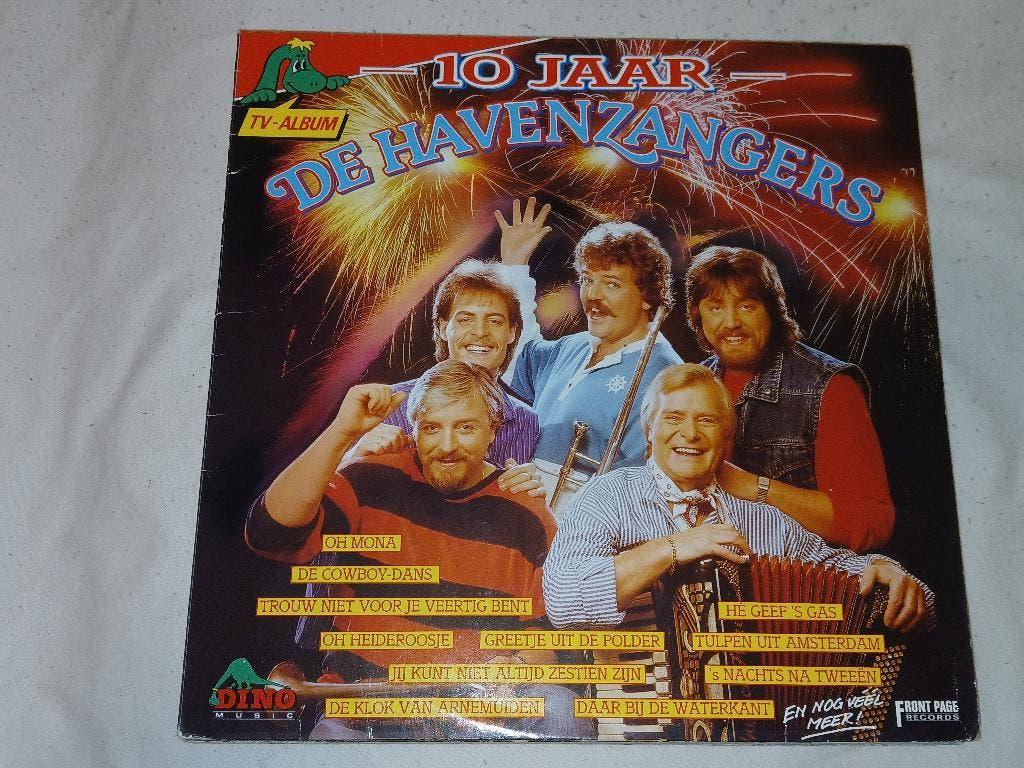 — 10 JAAR —
TV-ALBUM
DE HAVENZANGERS
OH MONA
DE COWBOY-DANS
TROUW NIET VOOR JE VEERTIG BENT
HÉ GEEF 'S GAS
OH HEIDEROOSJE
GREETJE UIT DE POLDER
TULPEN UIT AMSTERDAM
JIJ KUNT NIET ALTIJD ZESTIEN ZIJN
'S NACHTS NA TWEEËN
DE KLOK VAN ARNEMUIDEN
DAAR BIJ DE WATERKANT
EN NOG VEEL
MEER!
DINO
MUSIC
FRONT PAGE
RECORDS